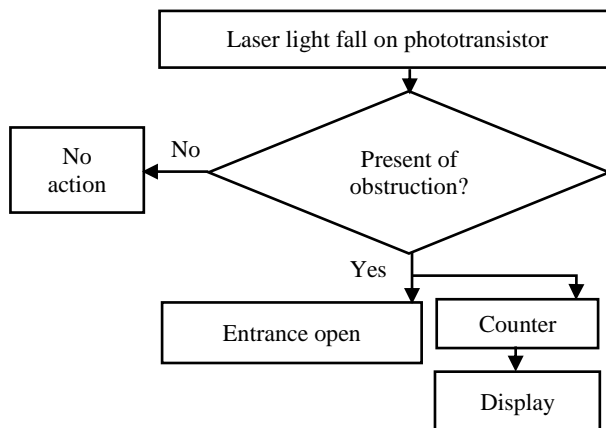 Laser light fall on phototransistor
No
No
action
Present of
obstruction?
Yes
Entrance open
Counter
Display